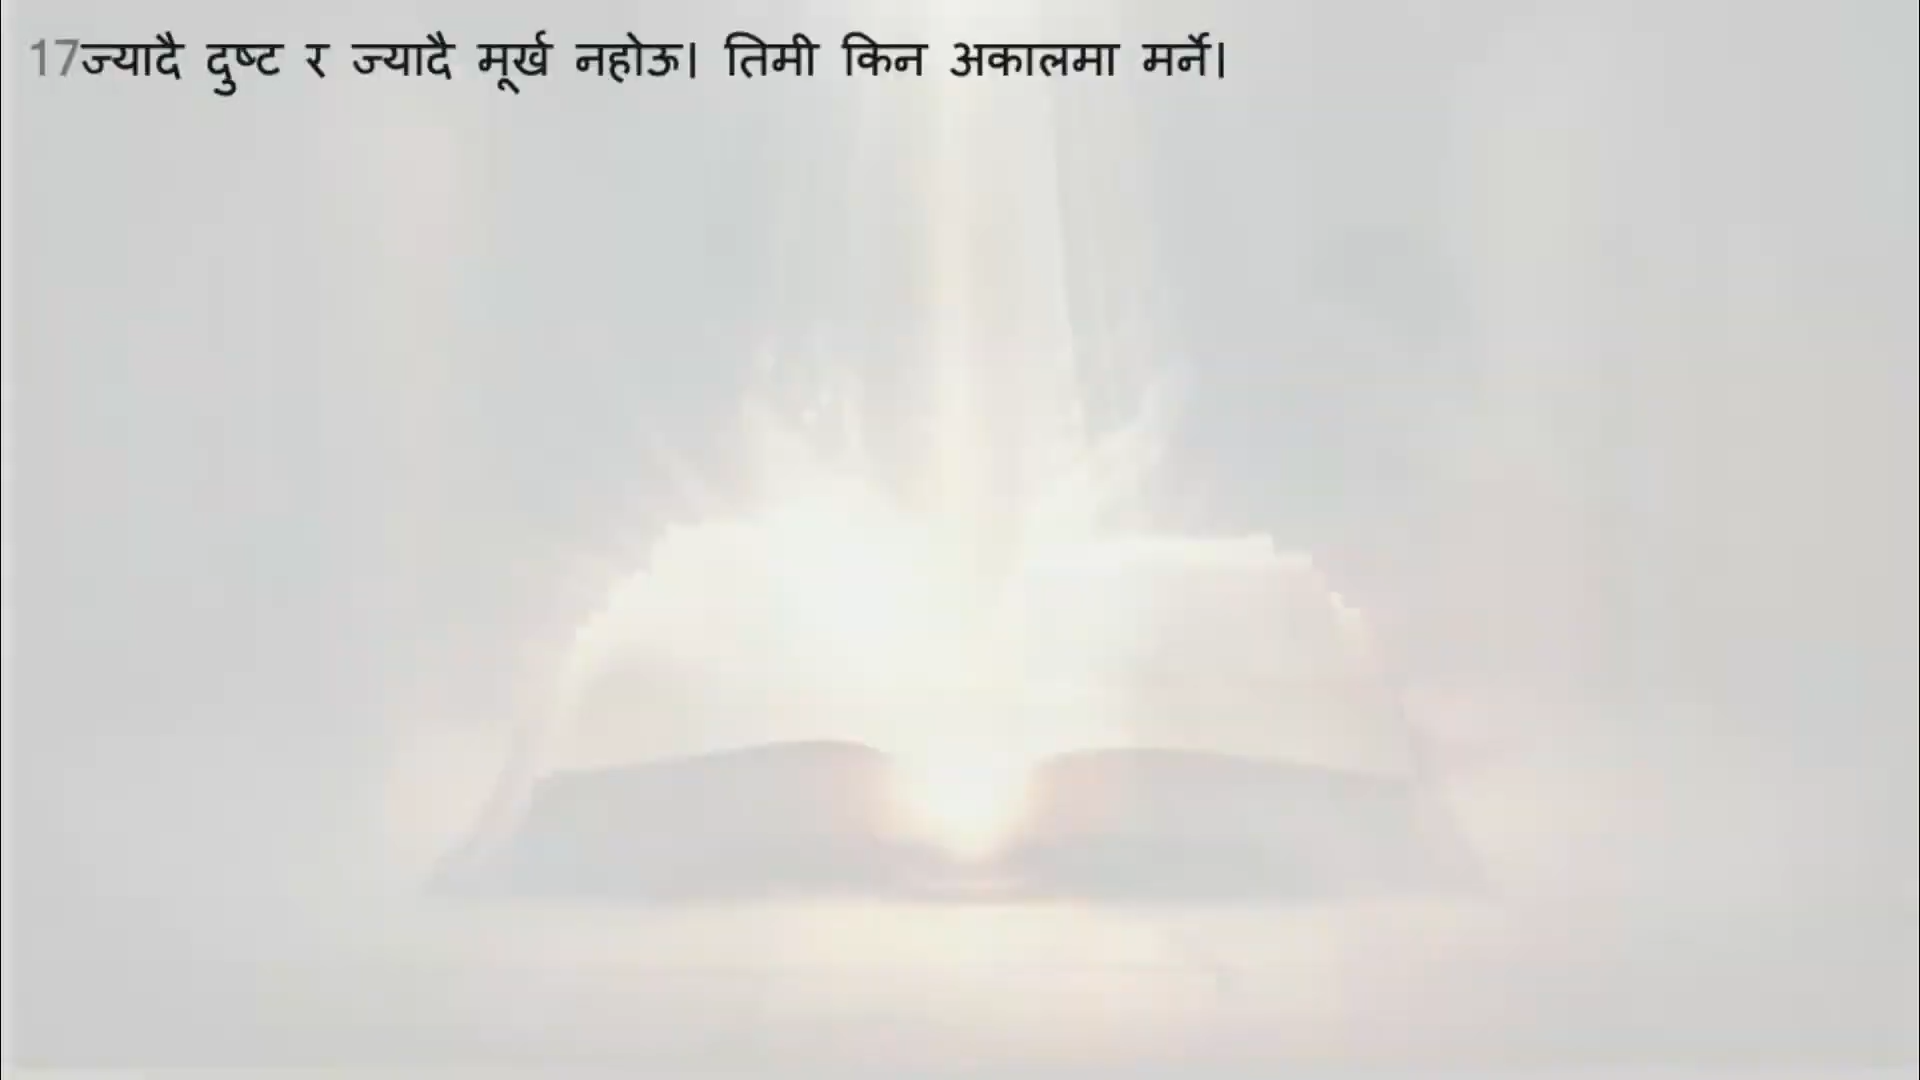 17ज्यादै दुष्ट र ज्यादै मूर्ख नहोऊ। तिमी किन अकालमा मर्ने।